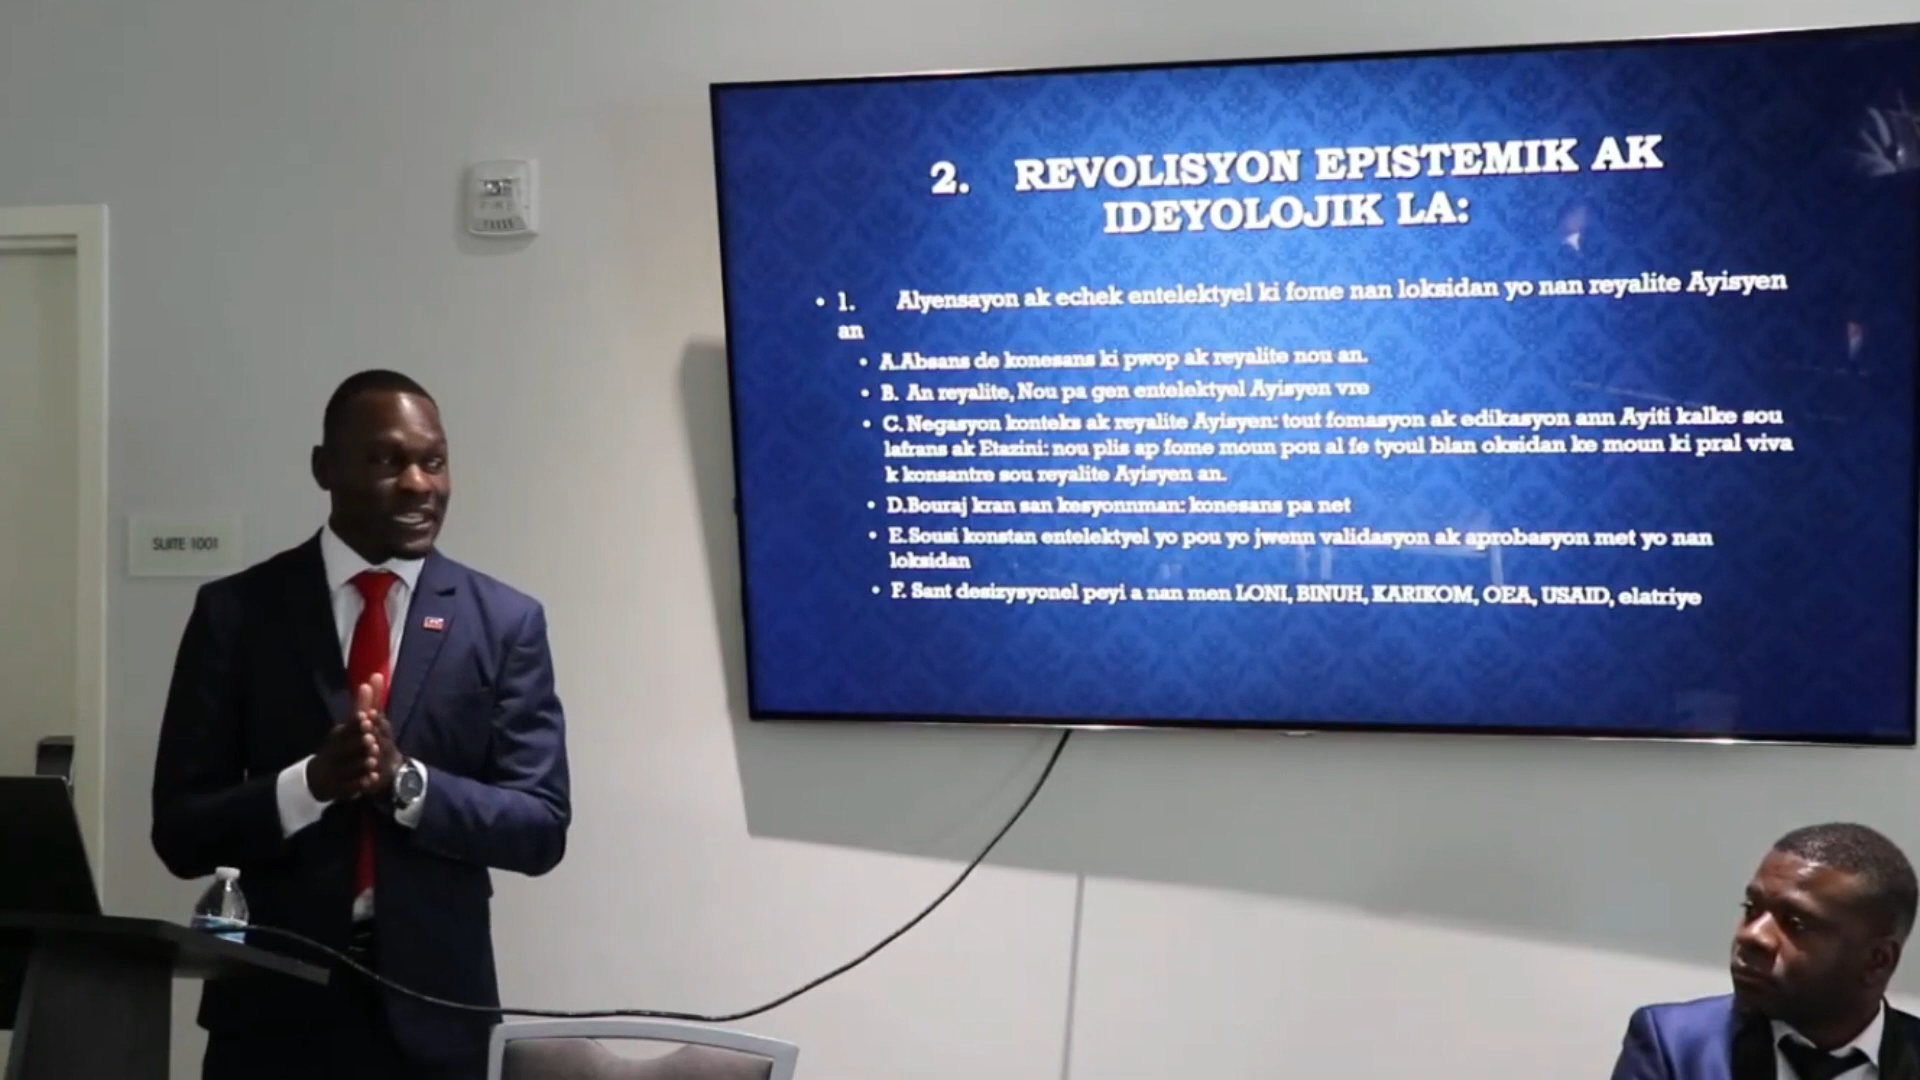 SUITE 1001
2. REVOLISYON EPISTEMIK AK
IDEYOLOJIK LA:
• 1. Alyensayon ak echek entelektyel ki fome nan loksidan yo nan reyalite Ayisyen
an
• A.Absans de konesans ki pwop ak reyalite nou an.
• B. An reyalite, Nou pa gen entelektyel Ayisyen vre
• C. Negasyon konteks ak reyalite Ayisyen: tout fomasyon ak edikasyon ann Ayiti kalke sou
lafrans ak Etazini: nou plis ap fome moun pou al fe tyoul blan oksidan ke moun ki pral viva
k konsantre sou reyalite Ayisyen an.
• D.Bouraj kran san kesyonnman: konesans pa net
• E.Sousi konstan entelektyel yo pou yo jwenn validasyon ak aprobasyon met yo nan
loksidan
• F. Sant desizysyonel peyi a nan men LONI, BINUH, KARIKOM, OEA, USAID, elatriye